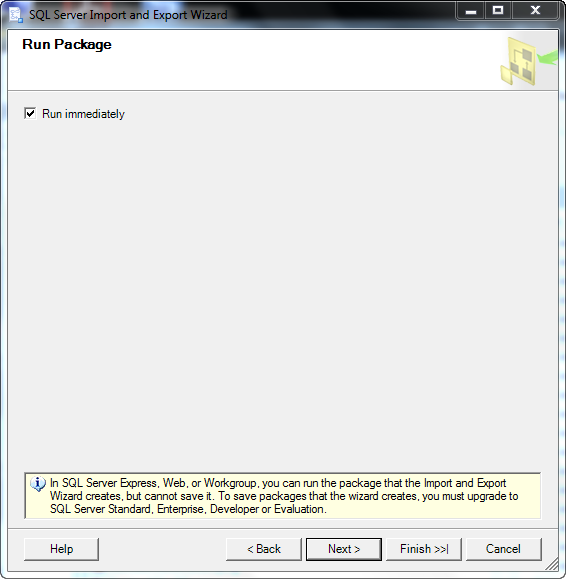 SQL Server Import and Export Wizard
Run Package
Run immediately
In SQL Server Express, Web, or Workgroup, you can run the package that the Import and Export
Wizard creates, but cannot save it. To save packages that the wizard creates, you must upgrade to
SQL Server Standard, Enterprise, Developer or Evaluation.
Help
< Back
Next >
Finish >>|
Cancel